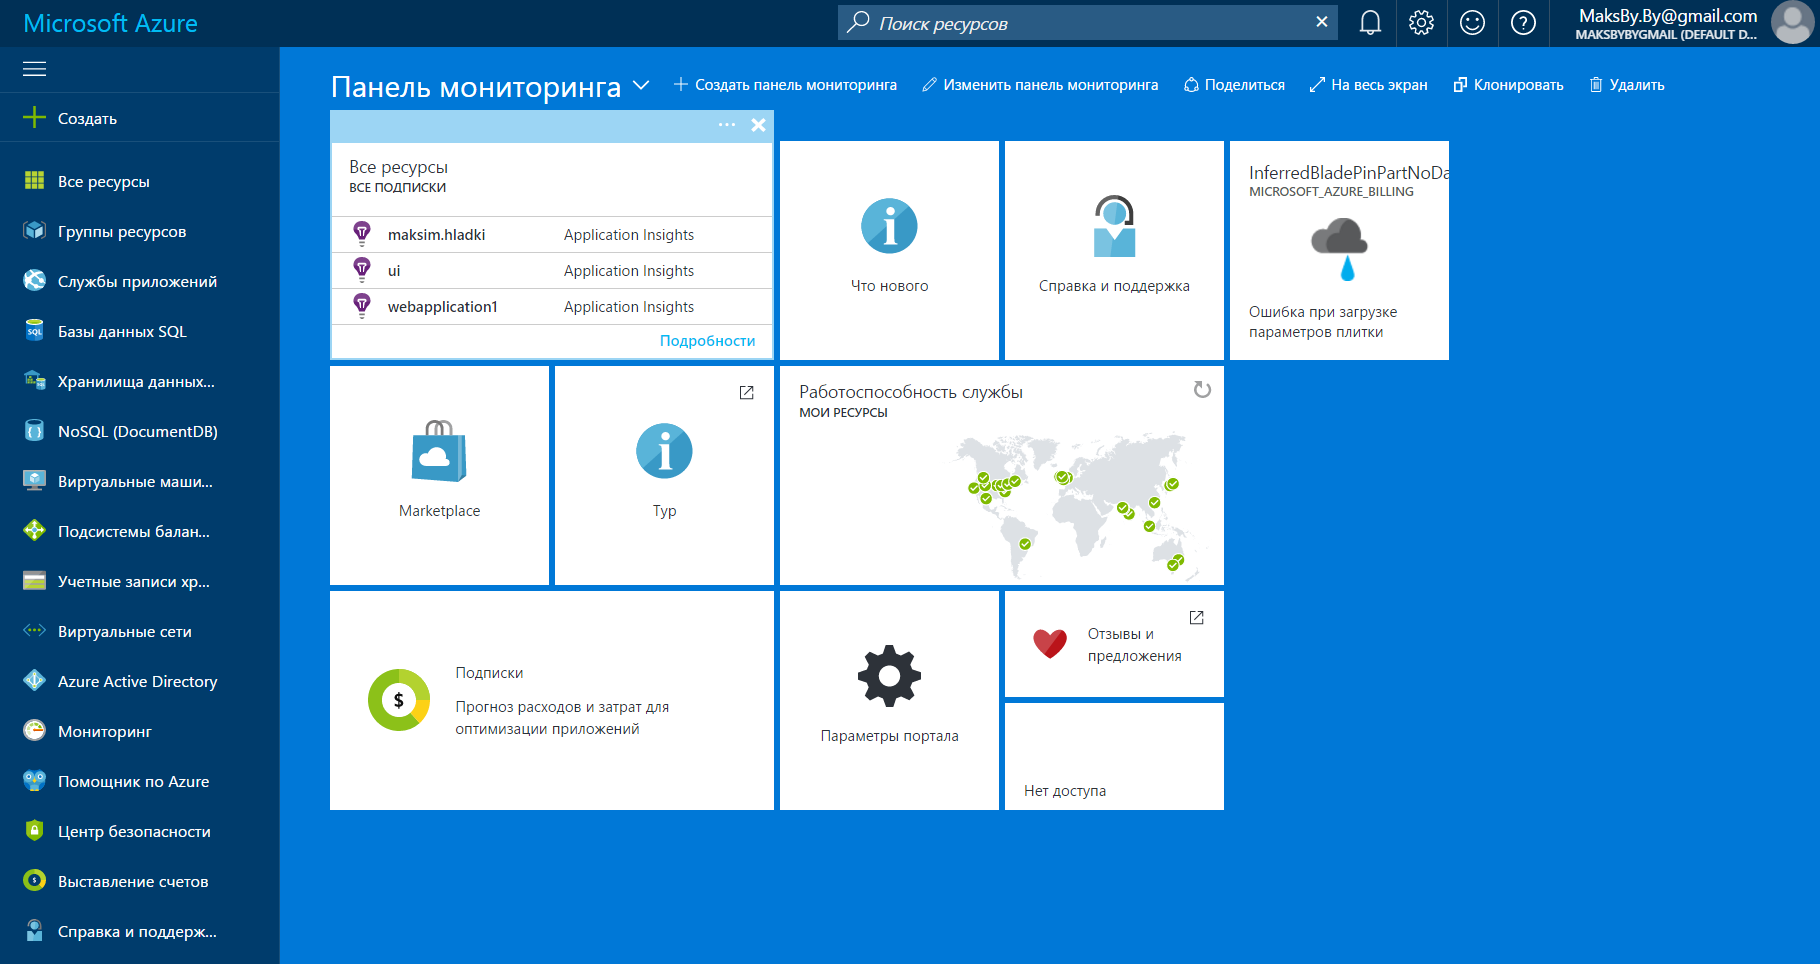 Microsoft Azure
Поиск ресурсов
MaksBy.By@gmail.com
MAKSBYBYGMAIL (DEFAULT D...
Создать
Все ресурсы
Группы ресурсов
Службы приложений
Базы данных SQL
Хранилища данных...
NoSQL (DocumentDB)
Виртуальные маши...
Подсистемы балан...
Учетные записи хр...
Виртуальные сети
Azure Active Directory
Мониторинг
Помощник по Azure
Центр безопасности
Выставление счетов
Справка и поддерж...
Панель мониторинга
Создать панель мониторинга
Изменить панель мониторинга
Поделиться
На весь экран
Клонировать
Удалить
Все ресурсы
ВСЕ ПОДПИСКИ
maksim.hladki Application Insights
ui Application Insights
webapplication1 Application Insights
Подробности
Что нового
Справка и поддержка
InferredBladePinPartNoDa
MICROSOFT_AZURE_BILLING
Ошибка при загрузке
параметров плитки
Marketplace
Тур
Работоспособность службы
МОИ РЕСУРСЫ
Подписки
Прогноз расходов и затрат для
оптимизации приложений
Параметры портала
Отзывы и
предложения
Нет доступа